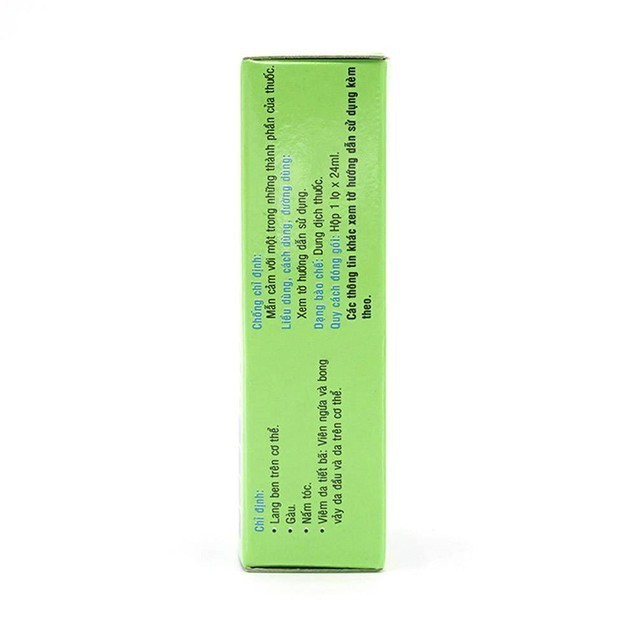 Chỉ định:
• Lang ben trên cơ thể.
• Gàu.
• Nấm tóc.
• Viêm da tiết bã: Viên ngứa và bong
vảy da đầu và da trên cơ thể.
Chống chỉ định:
Mẫn cảm với một trong những thành phần của thuốc.
Liều dùng, cách dùng, đường dùng:
Xem tờ hướng dẫn sử dụng.
Dạng bào chế: Dung dịch thuốc.
Quy cách đóng gói: Hộp 1 lọ x 24ml.
Các thông tin khác xem tờ hướng dẫn sử dụng kèm
theo.